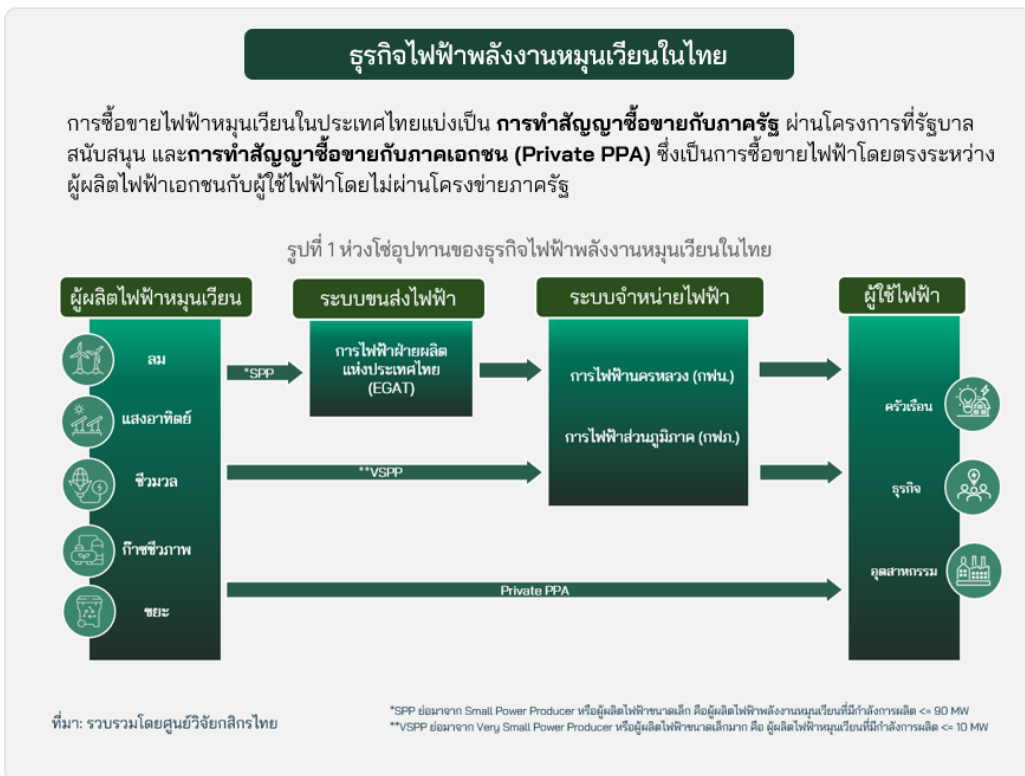 ธุรกิจไฟฟ้าพลังงานหมุนเวียนในไทย
การซื้อขายไฟฟ้าหมุนเวียนในประเทศไทยแบ่งเป็น การทำสัญญาซื้อขายกับภาครัฐ ผ่านโครงการที่รัฐบาล
สนับสนุน และการทำสัญญาซื้อขายกับภาคเอกชน (Private PPA) ซึ่งเป็นการซื้อขายไฟฟ้าโดยตรงระหว่าง
ผู้ผลิตไฟฟ้าเอกชนกับผู้ใช้ไฟฟ้าโดยไม่ผ่านโครงข่ายภาครัฐ
รูปที่ 1 ห่วงโซ่อุปทานของธุรกิจไฟฟ้าพลังงานหมุนเวียนในไทย
ผู้ผลิตไฟฟ้าหมุนเวียน
ลม
แสงอาทิตย์
ชีวมวล
ก๊าซชีวภาพ
ขยะ
*SPP
**VSPP
Private PPA
ระบบขนส่งไฟฟ้า
การไฟฟ้าฝ่ายผลิต
แห่งประเทศไทย
(EGAT)
ระบบจำหน่ายไฟฟ้า
การไฟฟ้านครหลวง (กฟน.)
การไฟฟ้าส่วนภูมิภาค (กฟภ.)
ผู้ใช้ไฟฟ้า
ครัวเรือน
ธุรกิจ
อุตสาหกรรม
ที่มา: รวบรวมโดยศูนย์วิจัยกสิกรไทย
*SPP ย่อมาจาก Small Power Producer หรือผู้ผลิตไฟฟ้าขนาดเล็ก คือผู้ผลิตไฟฟ้าพลังงานหมุนเวียนที่มีกำลังการผลิต <= 90 MW
**VSPP ย่อมาจาก Very Small Power Producer หรือผู้ผลิตไฟฟ้าขนาดเล็กมาก คือ ผู้ผลิตไฟฟ้าหมุนเวียนที่มีกำลังการผลิต <= 10 MW